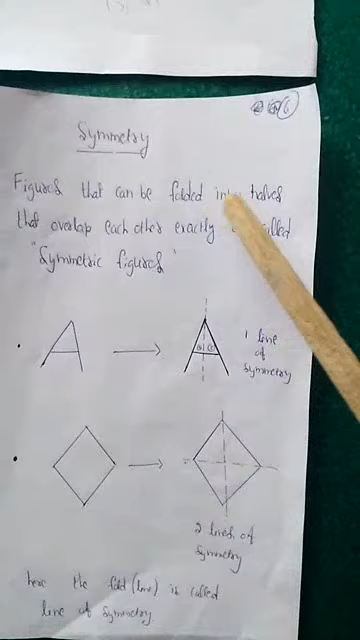 6
Symmetry
Figures that can be folded into halves
that overlap each other exactly called
"Symmetric figures"
1 line
of
symmetry
2 lines of
symmetry
here the fold (line) is called
line of symmetry